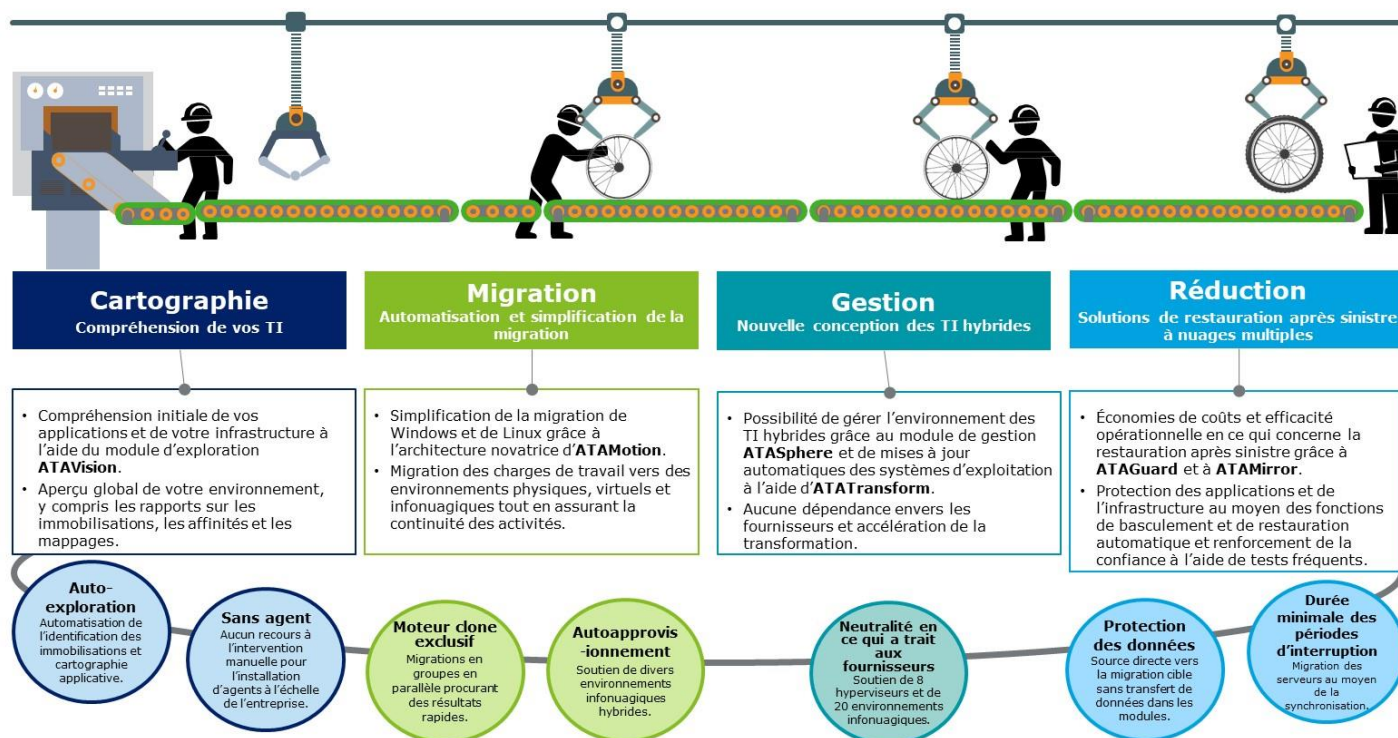 Cartographie
Compréhension de vos TI
Migration
Automatisation et simplification de la
migration
Gestion
Nouvelle conception des TI hybrides
Réduction
Solutions de restauration après sinistre
à nuages multiples
• Compréhension initiale de vos
applications et de votre infrastructure à
l'aide du module d'exploration
ATAVision.
• Aperçu global de votre environnement,
y compris les rapports sur les
immobilisations, les affinités et les
mappages.
• Simplification de la migration de
Windows et de Linux grâce à
l'architecture novatrice d'ATAMotion.
• Migration des charges de travail vers des
environnements physiques, virtuels et
infonuagiques tout en assurant la
continuité des activités.
• Possibilité de gérer l'environnement des
TI hybrides grâce au module de gestion
ATASphere et de mises à jour
automatiques des systèmes d'exploitation
à l'aide d'ATATransform.
• Aucune dépendance envers les
fournisseurs et accélération de la
transformation.
• Économies de coûts et efficacité
opérationnelle en ce qui concerne la
restauration après sinistre grâce à
ATAGuard et à ATAMirror.
• Protection des applications et de
l'infrastructure au moyen des fonctions
de basculement et de restauration
automatique et renforcement de la
confiance à l'aide de tests fréquents.
Auto-
exploration
Automatisation de
l'identification des
immobilisations et
cartographie
applicative.
Sans agent
Aucun recours à
l'intervention
manuelle pour
l'installation
d'agents à l'échelle
de l'entreprise.
Moteur clone
exclusif
Migrations en
groupes en
parallèle procurant
des résultats
rapides.
Autoapprovis
-ionnement
Soutien de divers
environnements
infonuagiques
hybrides.
Neutralité en
ce qui a trait
aux
fournisseurs
Soutien de 8
hyperviseurs et de
20 environnements
infonuagiques.
Protection
des données
Source directe vers
la migration cible
sans transfert de
données dans les
modules.
Durée
minimale des
périodes
d'interruption
Migration des
serveurs au moyen
de la
synchronisation.